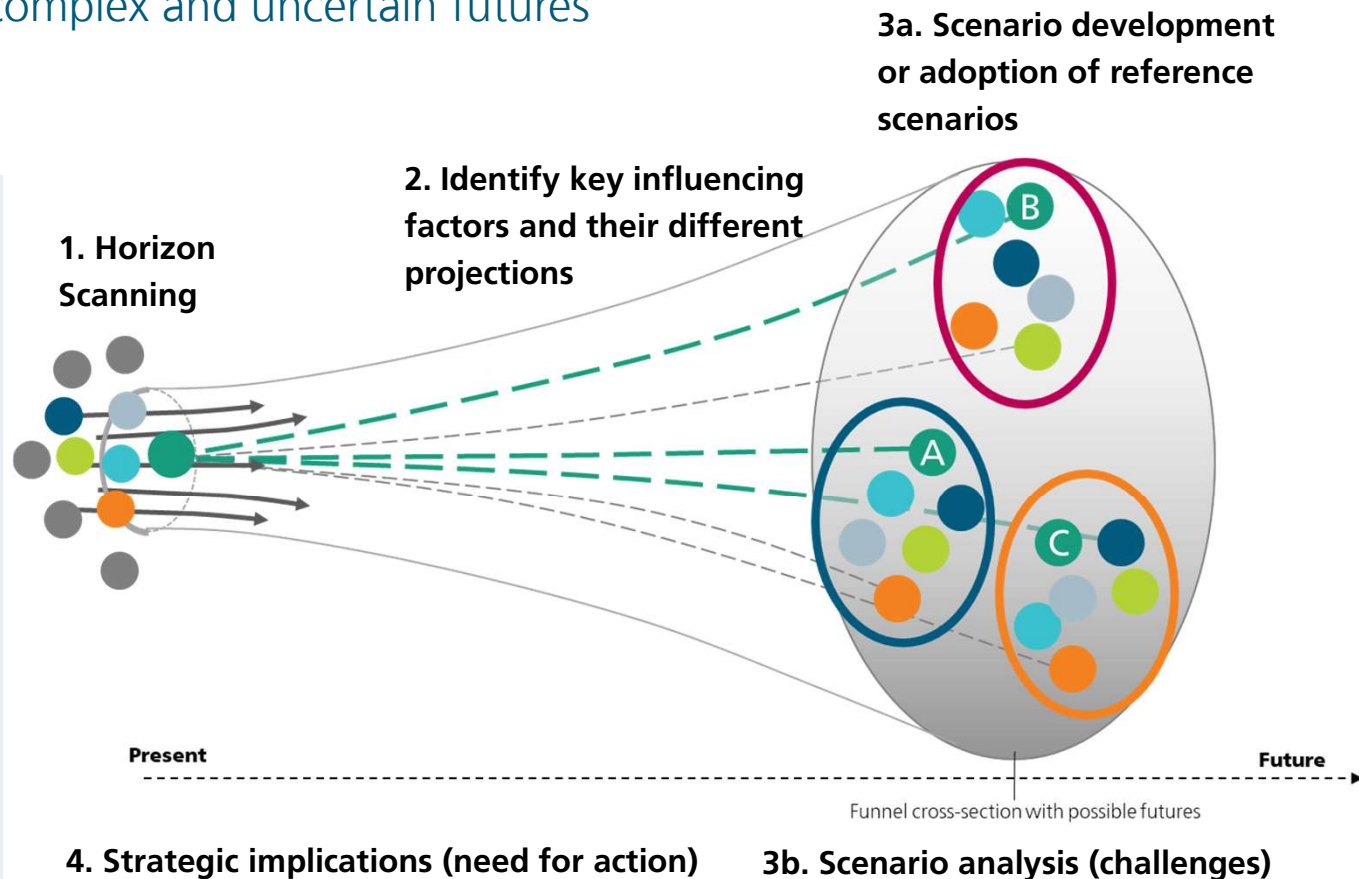 complex and uncertain futures
3a. Scenario development
or adoption of reference
scenarios
2. Identify key influencing
factors and their different
projections
1. Horizon
Scanning
B
A
C
Present
Future
Funnel cross-section with possible futures
4. Strategic implications (need for action)
3b. Scenario analysis (challenges)